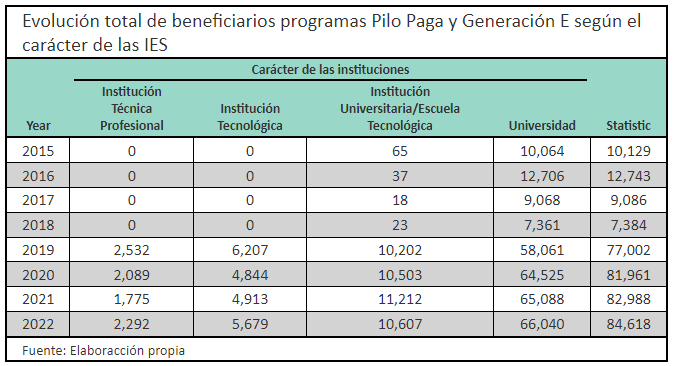 Evolución total de beneficiarios programas Pilo Paga y Generación E según el
carácter de las IES
Carácter de las instituciones
Year Institución Técnica Profesional Institución Tecnológica Institución Universitaria/Escuela Tecnológica Universidad Statistic
2015 0 0 65 10,064 10,129
2016 0 0 37 12,706 12,743
2017 0 0 18 9,068 9,086
2018 0 0 23 7,361 7,384
2019 2,532 6,207 10,202 58,061 77,002
2020 2,089 4,844 10,503 64,525 81,961
2021 1,775 4,913 11,212 65,088 82,988
2022 2,292 5,679 10,607 66,040 84,618
Fuente: Elaboracción propia